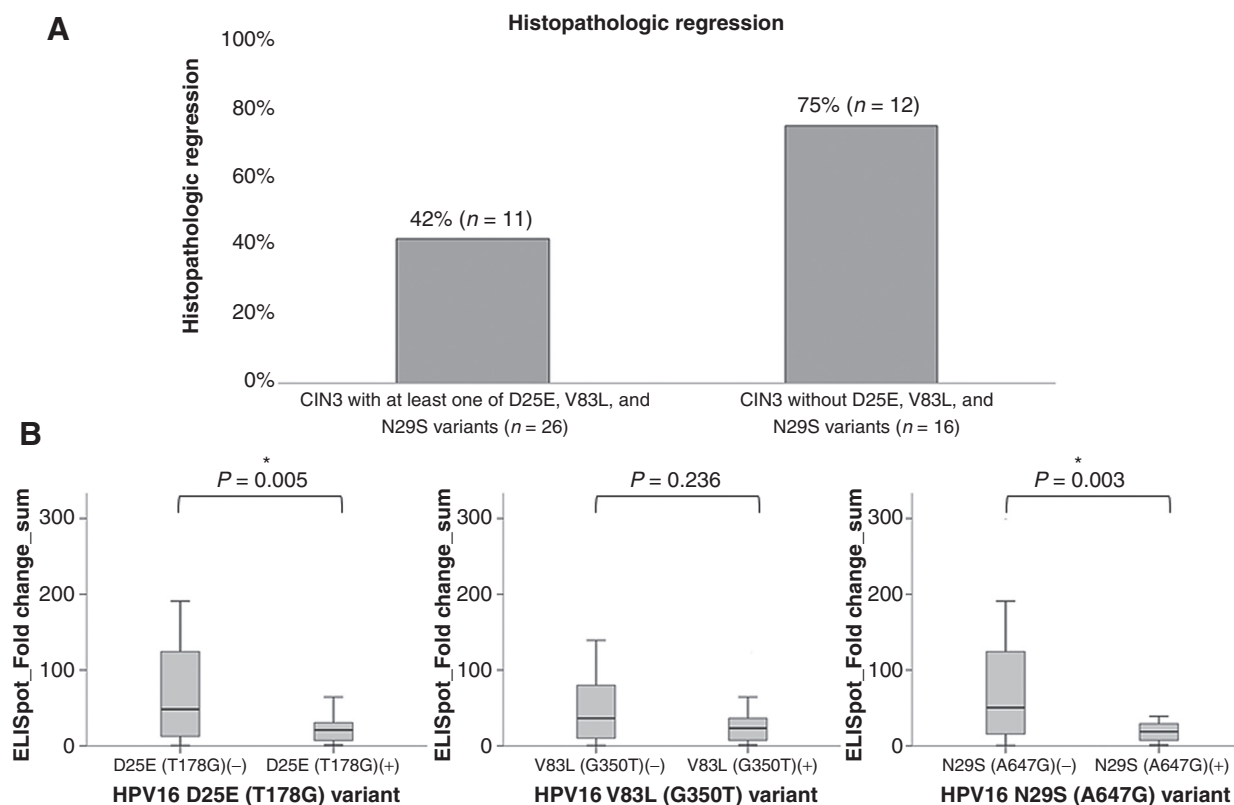 A
Histopathologic regression
Histopathologic regression
100%
80%
60%
40%
20%
0%
42% (n = 11)
75% (n = 12)
CIN3 with at least one of D25E, V83L, and
N29S variants (n = 26)
CIN3 without D25E, V83L, and
N29S variants (n = 16)
B
ELISpot_Fold change_sum
300
200
100
0
*
P = 0.005
D25E (T178G)(−)
D25E (T178G)(+)
HPV16 D25E (T178G) variant
ELISpot_Fold change_sum
300
200
100
0
P = 0.236
V83L (G350T)(−)
V83L (G350T)(+)
HPV16 V83L (G350T) variant
ELISpot_Fold change_sum
300
200
100
0
*
P = 0.003
N29S (A647G)(−)
N29S (A647G)(+)
HPV16 N29S (A647G) variant